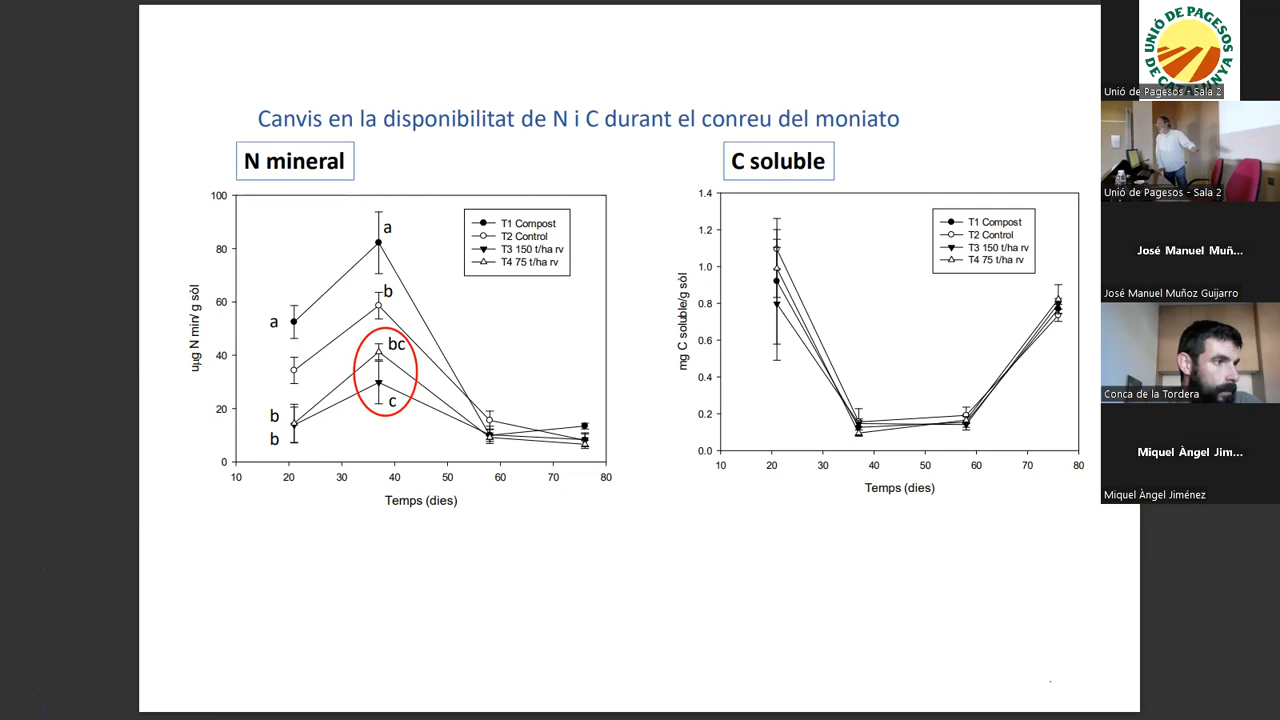 Canvis en la disponibilitat de N i C durant el conreu del moniato
N mineral
C soluble
100
80
60
40
20
0
10
20
30
40
50
60
70
80
uµg N min/ g sòl
Temps (dies)
T1 Compost
T2 Control
T3 150 t/ha rv
T4 75 t/ha rv
a
a
b
bc
c
b
b
1.4
1.2
1.0
0.8
0.6
0.4
0.2
0.0
10
20
30
40
50
60
70
80
mg C soluble/g sòl
Temps (dies)
T1 Compost
T2 Control
T3 150 t/ha rv
T4 75 t/ha rv
UNIÓ DE PAGESOS
DE CATALUNYA
Unió de Pagesos - Sala 2
Unió de Pagesos - Sala 2
José Manuel Muñ...
José Manuel Muñoz Guijarro
Conca de la Tordera
Miquel Àngel Jim...
Miquel Àngel Jiménez